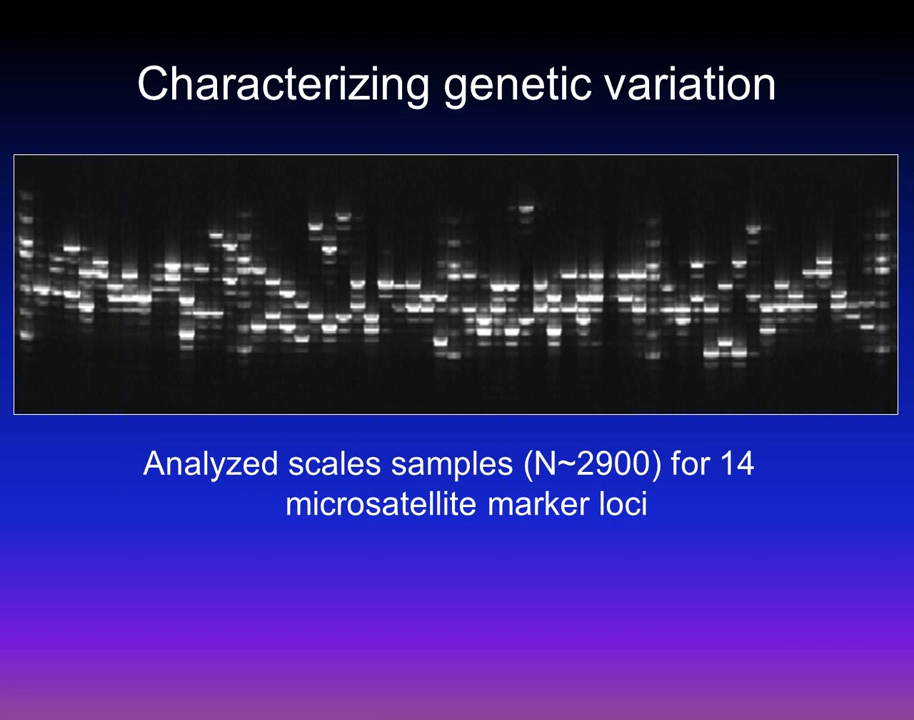 Characterizing genetic variation
Analyzed scales samples (N~2900) for 14
microsatellite marker loci